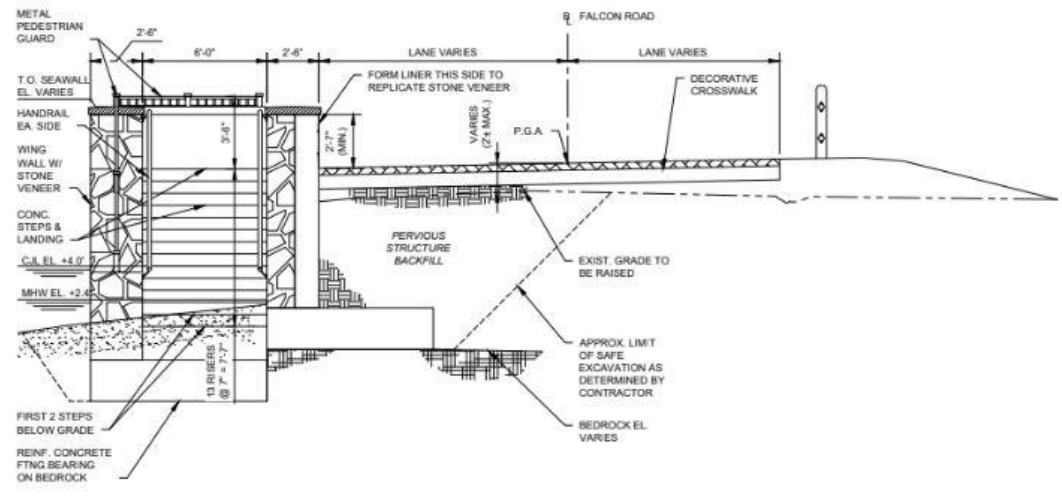 METAL
PEDESTRIAN
GUARD
2'-6"
6'-0"
2'-6"
LANE VARIES
FALCON ROAD
LANE VARIES
T.O. SEAWALL
EL. VARIES
HANDRAIL
EA. SIDE
WING
WALL W/
STONE
VENEER
CONC.
STEPS &
LANDING
CJL EL. +4.0'
MHW EL. +2.4'
FIRST 2 STEPS
BELOW GRADE
REINF. CONCRETE
FTNG BEARING
ON BEDROCK
3'-6"
13 RISERS
@ 7" = 7'-7"
2'-7"
(MIN.)
FORM LINER THIS SIDE TO
REPLICATE STONE VENEER
VARIES
(2'± MAX.)
P.G.A.
DECORATIVE
CROSSWALK
PERVIOUS
STRUCTURE
BACKFILL
EXIST. GRADE TO
BE RAISED
APPROX. LIMIT
OF SAFE
EXCAVATION AS
DETERMINED BY
CONTRACTOR
BEDROCK EL
VARIES